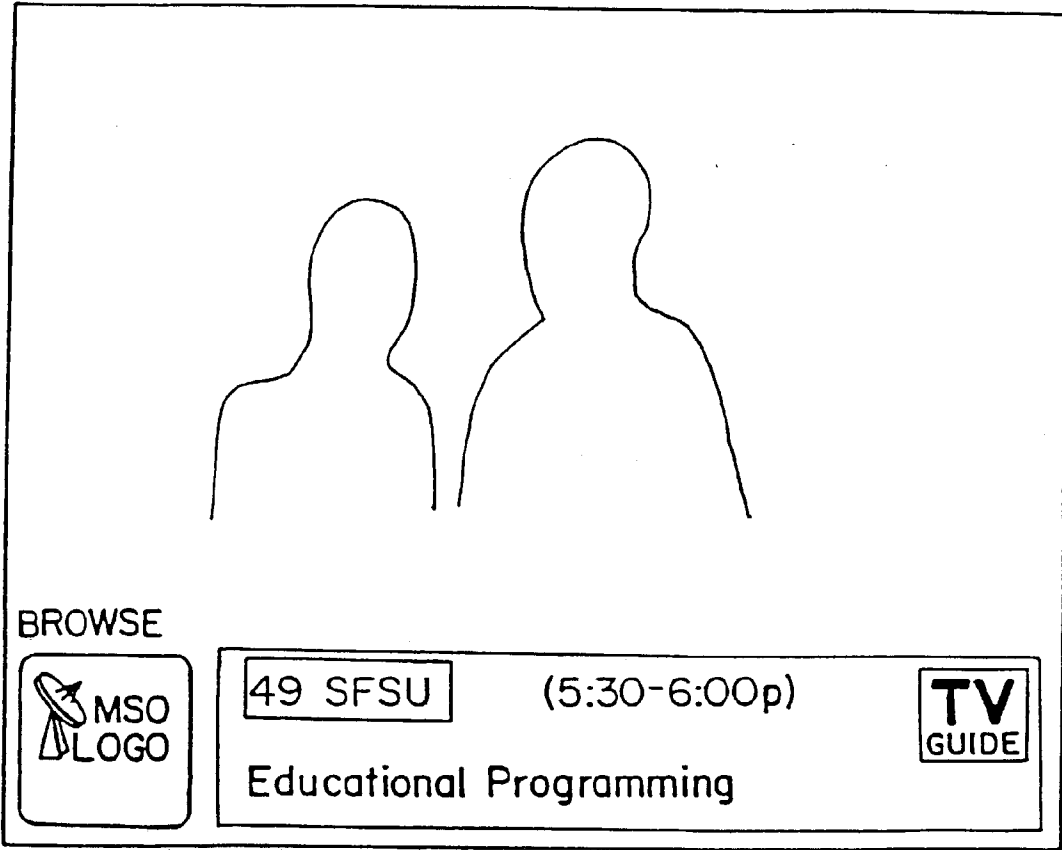 BROWSE
MSO
LOGO
49 SFSU (5:30-6:00p)
Educational Programming
TV
GUIDE